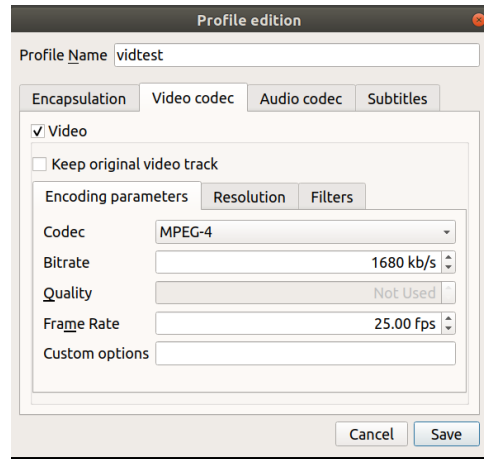 Profile edition
Profile Name vidtest
Encapsulation Video codec Audio codec Subtitles
Video
Keep original video track
Encoding parameters Resolution Filters
Codec MPEG-4
Bitrate 1680 kb/s
Quality Not Used
Frame Rate 25.00 fps
Custom options
Cancel Save